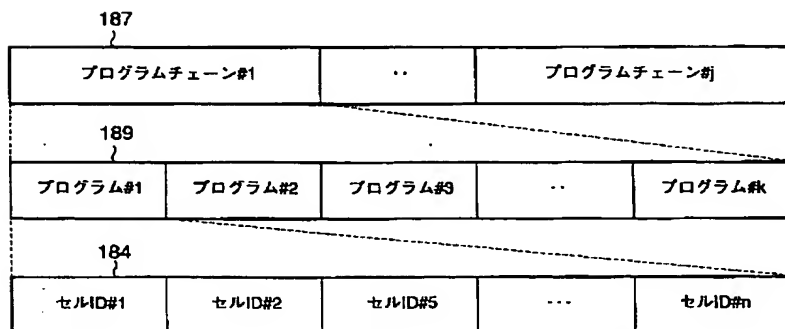 187
プログラムチェーン#1 ・・ プログラムチェーン#j
189
プログラム#1 プログラム#2 プログラム#3 ・・ プログラム#k
184
セルID#1 セルID#2 セルID#5 ・・・ セルID#n